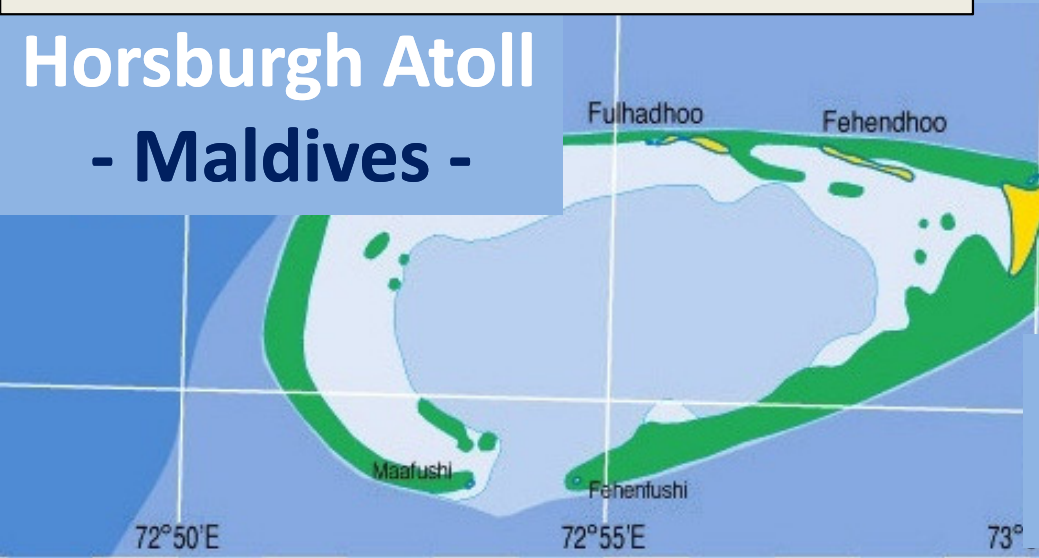 Horsburgh Atoll
- Maldives -
Fulhadhoo
Fehendhoo
Maafushi
Fehenfushi
72°50'E
72°55'E
73°